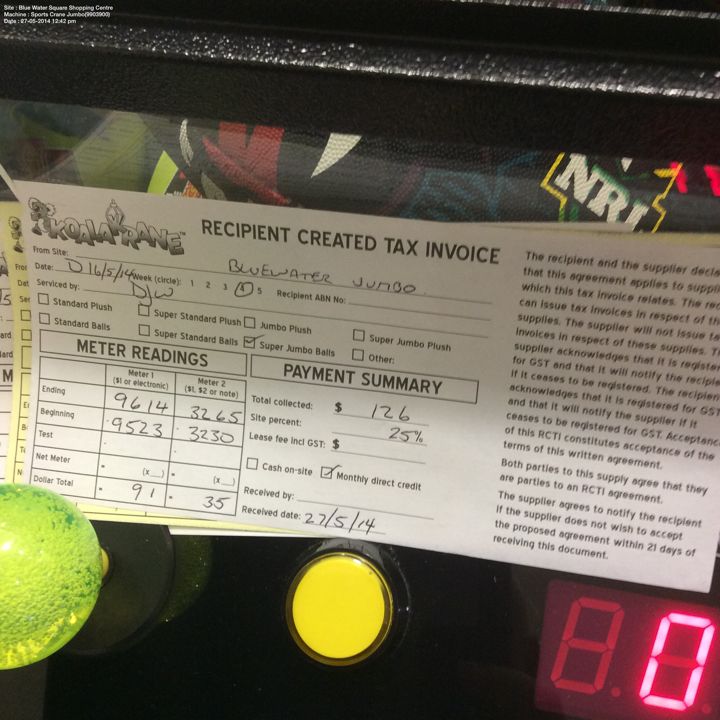 Site : Blue Water Square Shopping Centre
Machine : Sports Crane Jumbo(9903900)
Date : 27-05-2014 12:42 pm
NRL
KOALA KRANE™
RECIPIENT CREATED TAX INVOICE
From Site: BLUEWATER JUMBO
Date: D 16/5/14 Week (circle): 1 2 3 4 5 Recipient ABN No:
Serviced by: DJW
Standard Plush Super Standard Plush Jumbo Plush Super Jumbo Plush
Standard Balls Super Standard Balls Super Jumbo Balls Other:
METER READINGS
Meter 1 ($1 or electronic) Meter 2 ($1, $2 or note)
Ending 9614 3265
Beginning 9523 3230
Test
Net Meter (x ) (x )
Dollar Total 91 35
PAYMENT SUMMARY
Total collected: $ 126
Site percent: 25%
Lease fee incl GST: $
Cash on-site Monthly direct credit
Received by:
Received date: 27/5/14
The recipient and the supplier
that this agreement applies to
which this tax invoice relates. The
can issue tax invoices in respect of
supplies. The supplier will not issue
invoices in respect of these supplies.
supplier acknowledges that it is
for GST and that it will notify the
if it ceases to be registered. The recipient
acknowledges that it is registered for GST
and that it will notify the supplier if it
ceases to be registered for GST. Acceptance
of this RCTI constitutes acceptance of the
terms of this written agreement.
Both parties to this supply agree that they
are parties to an RCTI agreement.
The supplier agrees to notify the recipient
if the supplier does not wish to accept
the proposed agreement within 21 days of
receiving this document.
0